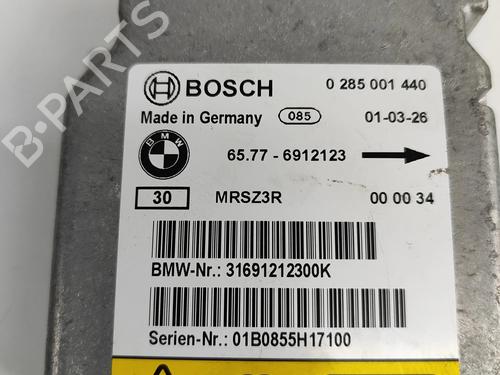 B-PARTS
BOSCH 0 285 001 440
Made in Germany 085 01-03-26
BMW 65.77 - 6912123
30 MRSZ3R 00 00 34
BMW-Nr.: 31691212300K
Serien-Nr.: 01B0855H17100